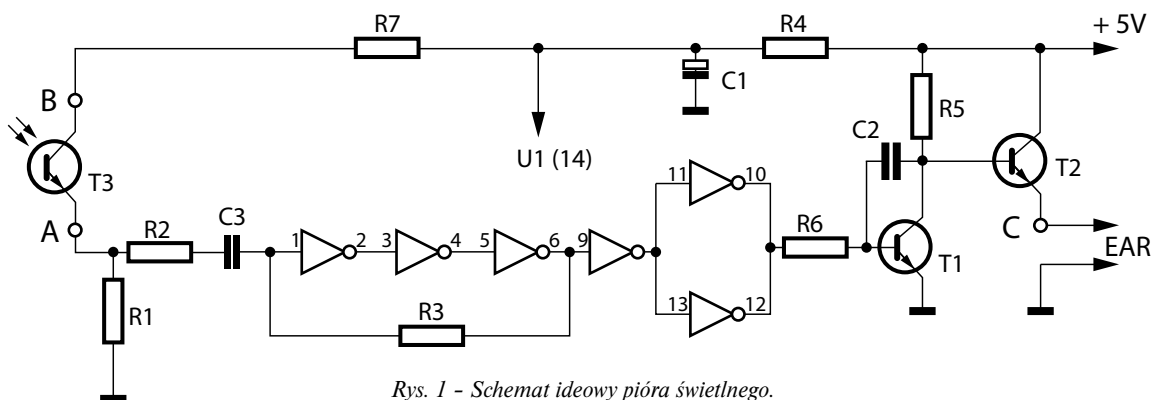 R7
R4
+ 5V
B
C1
R5
C2
U1 (14)
T3
T2
11
10
A
R2
C3
R6
C
1
2
3
4
5
6
9
EAR
T1
13
12
R1
R3
Rys. 1 - Schemat ideowy pióra świetlnego.